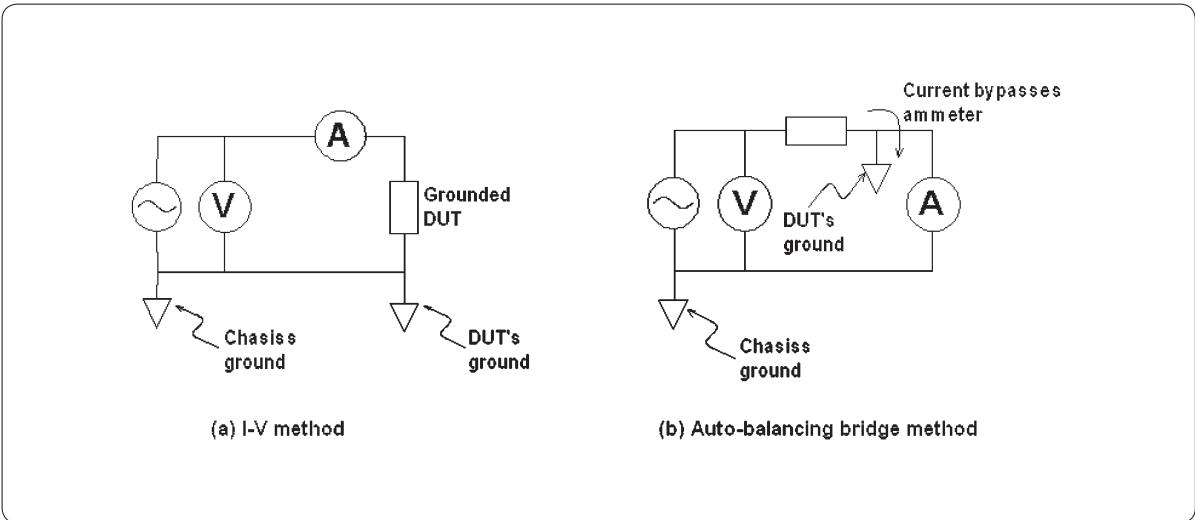 A
V
Grounded
DUT
Chasiss
ground
DUT's
ground
(a) I-V method
Current bypasses
ammeter
V
A
DUT's
ground
Chasiss
ground
(b) Auto-balancing bridge method